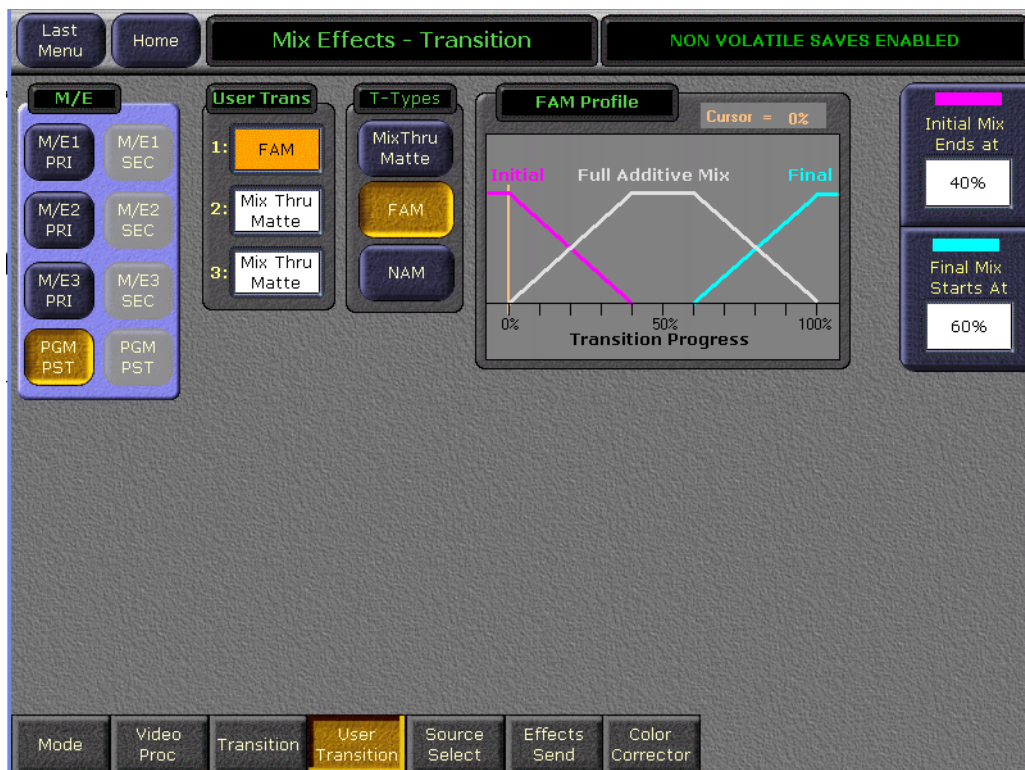 Last
Menu
Home
Mix Effects - Transition
NON VOLATILE SAVES ENABLED
M/E
M/E1
PRI
M/E1
SEC
M/E2
PRI
M/E2
SEC
M/E3
PRI
M/E3
SEC
PGM
PST
PGM
PST
User Trans
1: FAM
2: Mix Thru
Matte
3: Mix Thru
Matte
T-Types
MixThru
Matte
FAM
NAM
FAM Profile
Cursor = 0%
Initial Full Additive Mix Final
0% 50% 100%
Transition Progress
Initial Mix
Ends at
40%
Final Mix
Starts At
60%
Mode
Video
Proc
Transition
User
Transition
Source
Select
Effects
Send
Color
Corrector